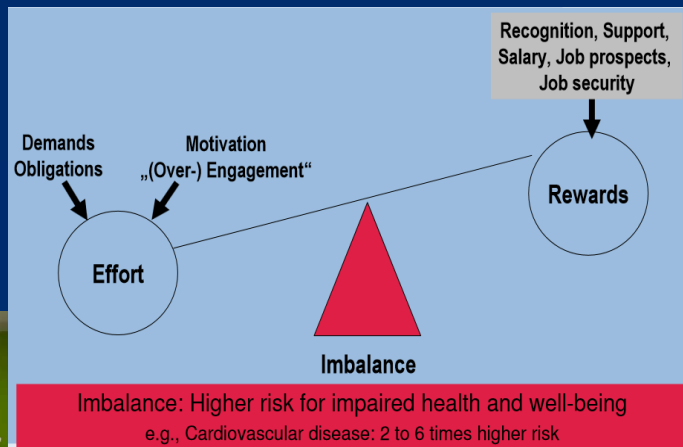 Recognition, Support,
Salary, Job prospects,
Job security
Demands
Obligations
Motivation
„(Over-) Engagement“
Rewards
Effort
Imbalance
Imbalance: Higher risk for impaired health and well-being
e.g., Cardiovascular disease: 2 to 6 times higher risk